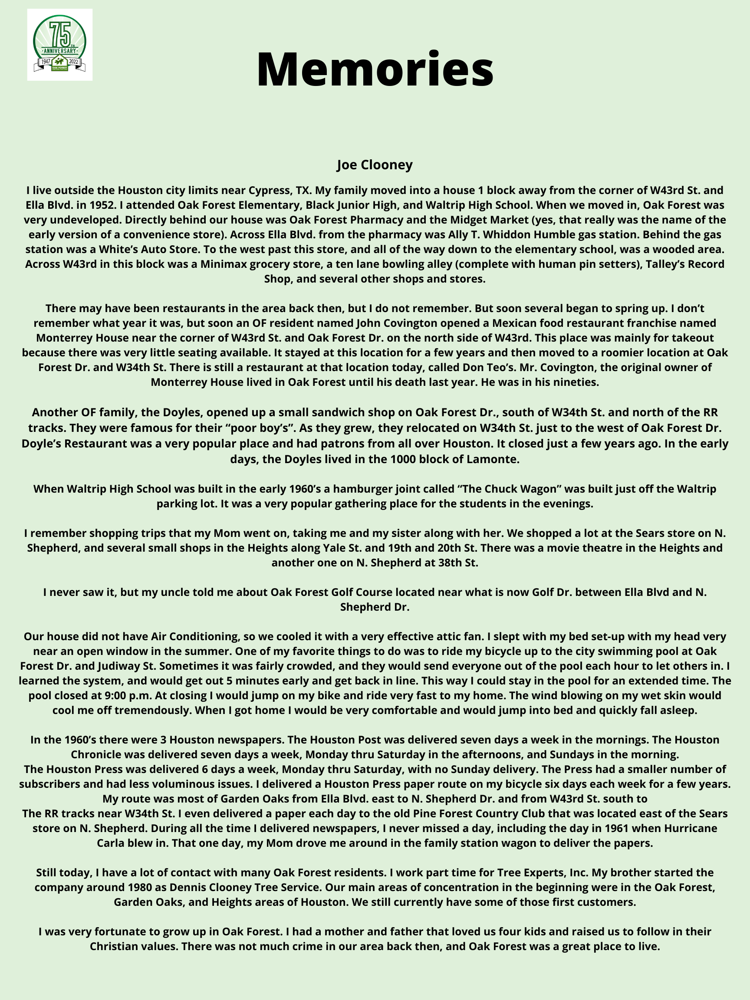 75TH
·ANNIVERSARY·
1947 2022
OAK FOREST
Memories
Joe Clooney
I live outside the Houston city limits near Cypress, TX. My family moved into a house 1 block away from the corner of W43rd St. and
Ella Blvd. in 1952. I attended Oak Forest Elementary, Black Junior High, and Waltrip High School. When we moved in, Oak Forest was
very undeveloped. Directly behind our house was Oak Forest Pharmacy and the Midget Market (yes, that really was the name of the
early version of a convenience store). Across Ella Blvd. from the pharmacy was Ally T. Whiddon Humble gas station. Behind the gas
station was a White’s Auto Store. To the west past this store, and all of the way down to the elementary school, was a wooded area.
Across W43rd in this block was a Minimax grocery store, a ten lane bowling alley (complete with human pin setters), Talley’s Record
Shop, and several other shops and stores.
There may have been restaurants in the area back then, but I do not remember. But soon several began to spring up. I don’t
remember what year it was, but soon an OF resident named John Covington opened a Mexican food restaurant franchise named
Monterrey House near the corner of W43rd St. and Oak Forest Dr. on the north side of W43rd. This place was mainly for takeout
because there was very little seating available. It stayed at this location for a few years and then moved to a roomier location at Oak
Forest Dr. and W34th St. There is still a restaurant at that location today, called Don Teo’s. Mr. Covington, the original owner of
Monterrey House lived in Oak Forest until his death last year. He was in his nineties.
Another OF family, the Doyles, opened up a small sandwich shop on Oak Forest Dr., south of W34th St. and north of the RR
tracks. They were famous for their “poor boy’s”. As they grew, they relocated on W34th St. just to the west of Oak Forest Dr.
Doyle’s Restaurant was a very popular place and had patrons from all over Houston. It closed just a few years ago. In the early
days, the Doyles lived in the 1000 block of Lamonte.
When Waltrip High School was built in the early 1960’s a hamburger joint called “The Chuck Wagon” was built just off the Waltrip
parking lot. It was a very popular gathering place for the students in the evenings.
I remember shopping trips that my Mom went on, taking me and my sister along with her. We shopped a lot at the Sears store on N.
Shepherd, and several small shops in the Heights along Yale St. and 19th and 20th St. There was a movie theatre in the Heights and
another one on N. Shepherd at 38th St.
I never saw it, but my uncle told me about Oak Forest Golf Course located near what is now Golf Dr. between Ella Blvd and N.
Shepherd Dr.
Our house did not have Air Conditioning, so we cooled it with a very effective attic fan. I slept with my bed set-up with my head very
near an open window in the summer. One of my favorite things to do was to ride my bicycle up to the city swimming pool at Oak
Forest Dr. and Judiway St. Sometimes it was fairly crowded, and they would send everyone out of the pool each hour to let others in. I
learned the system, and would get out 5 minutes early and get back in line. This way I could stay in the pool for an extended time. The
pool closed at 9:00 p.m. At closing I would jump on my bike and ride very fast to my home. The wind blowing on my wet skin would
cool me off tremendously. When I got home I would be very comfortable and would jump into bed and quickly fall asleep.
In the 1960’s there were 3 Houston newspapers. The Houston Post was delivered seven days a week in the mornings. The Houston
Chronicle was delivered seven days a week, Monday thru Saturday in the afternoons, and Sundays in the morning.
The Houston Press was delivered 6 days a week, Monday thru Saturday, with no Sunday delivery. The Press had a smaller number of
subscribers and had less voluminous issues. I delivered a Houston Press paper route on my bicycle six days each week for a few years.
My route was most of Garden Oaks from Ella Blvd. east to N. Shepherd Dr. and from W43rd St. south to
The RR tracks near W34th St. I even delivered a paper each day to the old Pine Forest Country Club that was located east of the Sears
store on N. Shepherd. During all the time I delivered newspapers, I never missed a day, including the day in 1961 when Hurricane
Carla blew in. That one day, my Mom drove me around in the family station wagon to deliver the papers.
Still today, I have a lot of contact with many Oak Forest residents. I work part time for Tree Experts, Inc. My brother started the
company around 1980 as Dennis Clooney Tree Service. Our main areas of concentration in the beginning were in the Oak Forest,
Garden Oaks, and Heights areas of Houston. We still currently have some of those first customers.
I was very fortunate to grow up in Oak Forest. I had a mother and father that loved us four kids and raised us to follow in their
Christian values. There was not much crime in our area back then, and Oak Forest was a great place to live.